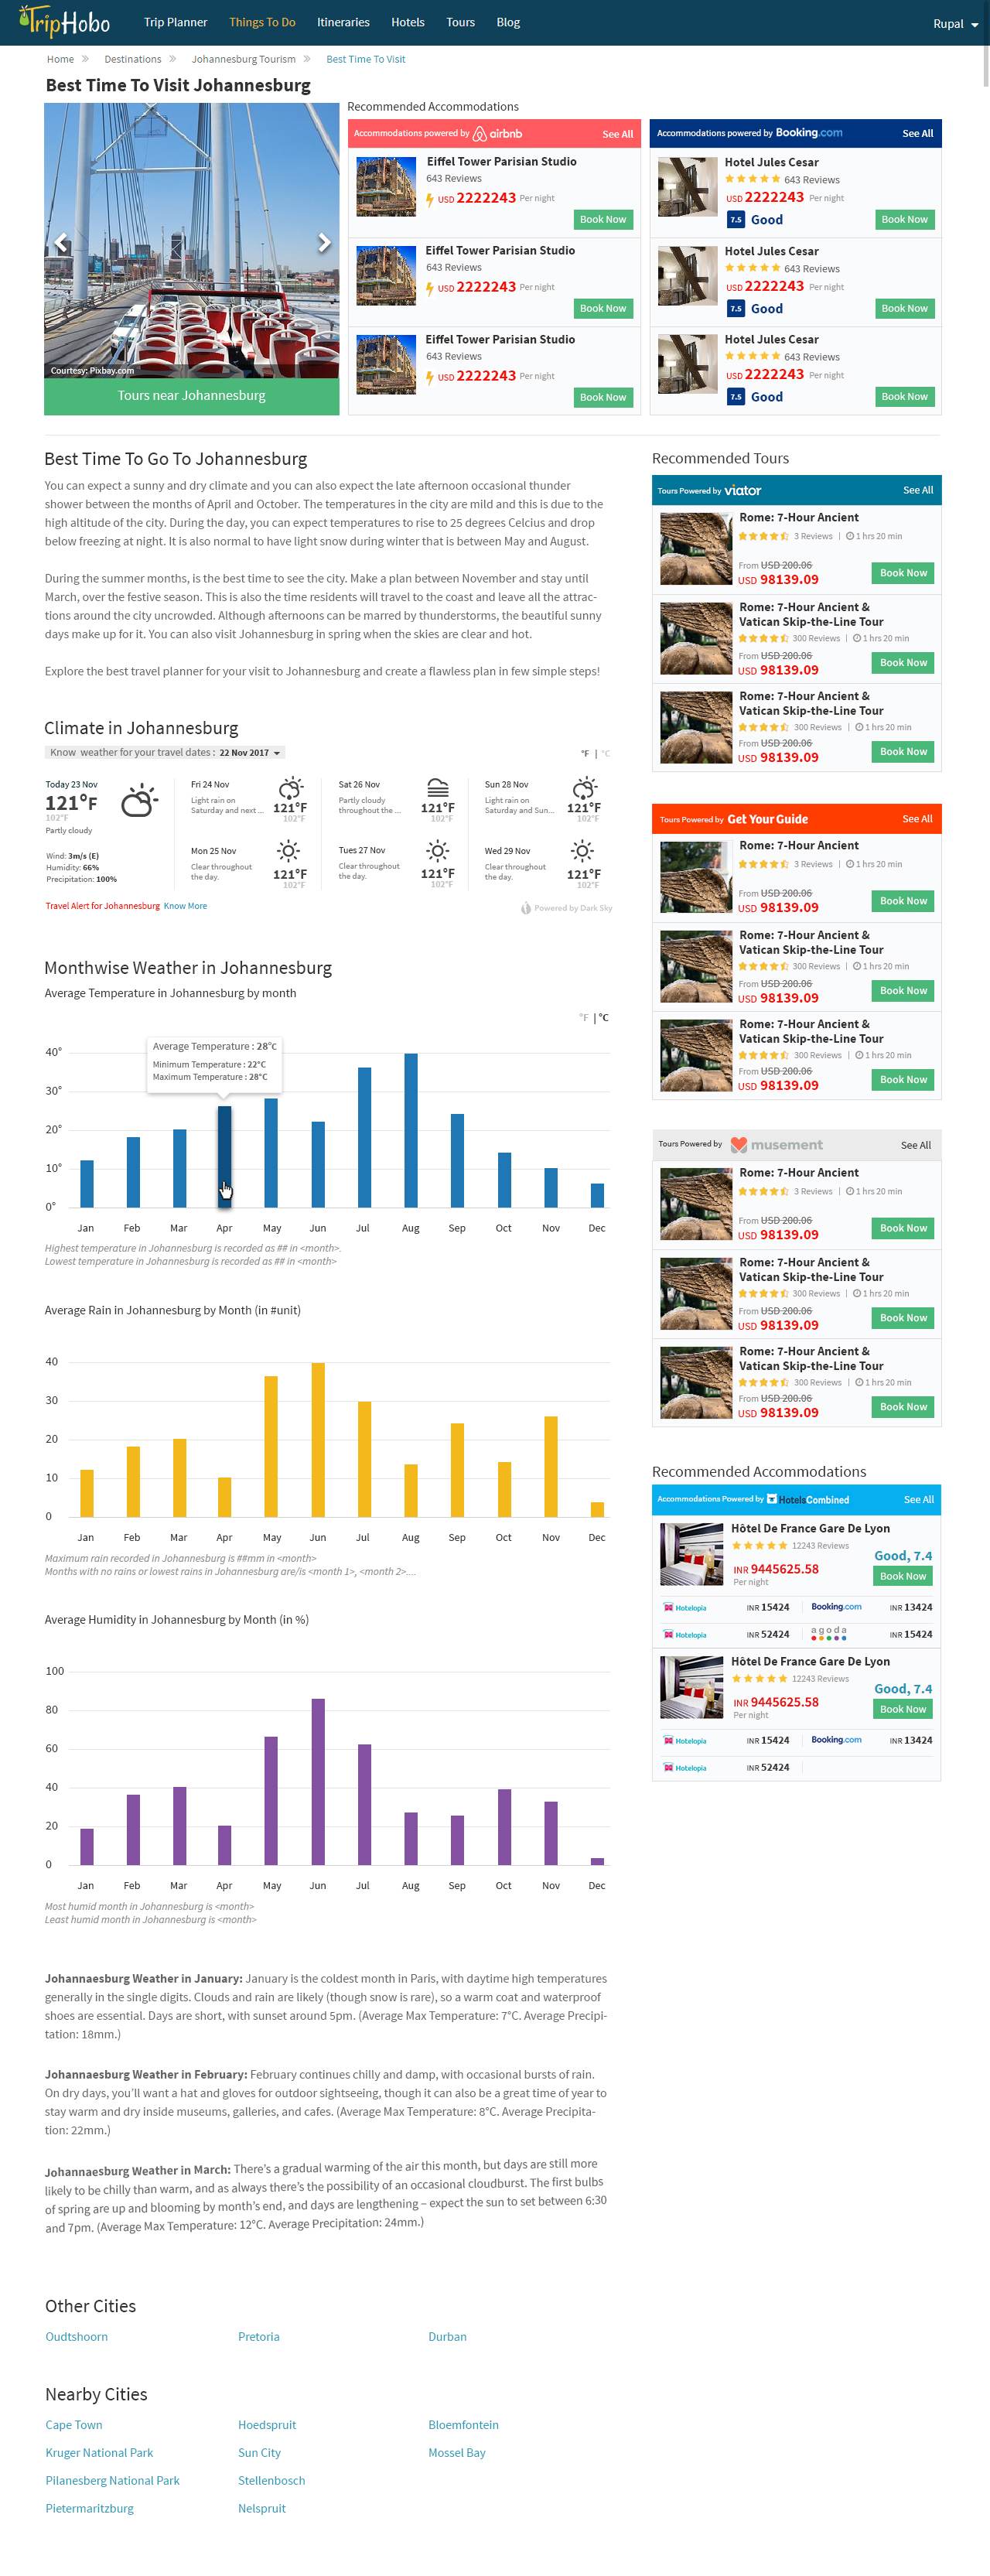 TripHobo
Trip Planner Things To Do Itineraries Hotels Tours Blog Rupal
Home Destinations Johannesburg Tourism Best Time To Visit
Best Time To Visit Johannesburg
Courtesy: Pixbay.com
Tours near Johannesburg
Recommended Accommodations
Accommodations powered by airbnb See All
Eiffel Tower Parisian Studio
643 Reviews
USD 2222243 Per night
Book Now
Eiffel Tower Parisian Studio
643 Reviews
USD 2222243 Per night
Book Now
Eiffel Tower Parisian Studio
643 Reviews
USD 2222243 Per night
Book Now
Accommodations powered by Booking.com See All
Hotel Jules Cesar
643 Reviews
USD 2222243 Per night
7.5 Good Book Now
Hotel Jules Cesar
643 Reviews
USD 2222243 Per night
7.5 Good Book Now
Hotel Jules Cesar
643 Reviews
USD 2222243 Per night
7.5 Good Book Now
Best Time To Go To Johannesburg
You can expect a sunny and dry climate and you can also expect the late afternoon occasional thunder
shower between the months of April and October. The temperatures in the city are mild and this is due to the
high altitude of the city. During the day, you can expect temperatures to rise to 25 degrees Celcius and drop
below freezing at night. It is also normal to have light snow during winter that is between May and August.
During the summer months, is the best time to see the city. Make a plan between November and stay until
March, over the festive season. This is also the time residents will travel to the coast and leave all the attrac-
tions around the city uncrowded. Although afternoons can be marred by thunderstorms, the beautiful sunny
days make up for it. You can also visit Johannesburg in spring when the skies are clear and hot.
Explore the best travel planner for your visit to Johannesburg and create a flawless plan in few simple steps!
Climate in Johannesburg
Know weather for your travel dates : 22 Nov 2017
°F | °C
Today 23 Nov
121°F
102°F
Partly cloudy
Wind: 3m/s (E)
Humidity: 66%
Precipitation: 100%
Fri 24 Nov
Light rain on
Saturday and next ...
121°F
102°F
Sat 26 Nov
Partly cloudy
throughout the ...
121°F
102°F
Sun 28 Nov
Light rain on
Saturday and Sun...
121°F
102°F
Mon 25 Nov
Clear throughout
the day.
121°F
102°F
Tues 27 Nov
Clear throughout
the day.
121°F
102°F
Wed 29 Nov
Clear throughout
the day.
121°F
102°F
Travel Alert for Johannesburg Know More
Powered by Dark Sky
Monthwise Weather in Johannesburg
Average Temperature in Johannesburg by month
°F | °C
Average Temperature : 28°C
Minimum Temperature : 22°C
Maximum Temperature : 28°C
40°
30°
20°
10°
0°
Jan Feb Mar Apr May Jun Jul Aug Sep Oct Nov Dec
Highest temperature in Johannesburg is recorded as ## in <month>.
Lowest temperature in Johannesburg is recorded as ## in <month>
Average Rain in Johannesburg by Month (in #unit)
40
30
20
10
0
Jan Feb Mar Apr May Jun Jul Aug Sep Oct Nov Dec
Maximum rain recorded in Johannesburg is ##mm in <month>
Months with no rains or lowest rains in Johannesburg are/is <month 1>, <month 2>....
Average Humidity in Johannesburg by Month (in %)
100
80
60
40
20
0
Jan Feb Mar Apr May Jun Jul Aug Sep Oct Nov Dec
Most humid month in Johannesburg is <month>
Least humid month in Johannesburg is <month>
Johannaesburg Weather in January: January is the coldest month in Paris, with daytime high temperatures
generally in the single digits. Clouds and rain are likely (though snow is rare), so a warm coat and waterproof
shoes are essential. Days are short, with sunset around 5pm. (Average Max Temperature: 7°C. Average Precipi-
tation: 18mm.)
Johannaesburg Weather in February: February continues chilly and damp, with occasional bursts of rain.
On dry days, you'll want a hat and gloves for outdoor sightseeing, though it can also be a great time of year to
stay warm and dry inside museums, galleries, and cafes. (Average Max Temperature: 8°C. Average Precipita-
tion: 22mm.)
Johannaesburg Weather in March: There's a gradual warming of the air this month, but days are still more
likely to be chilly than warm, and as always there's the possibility of an occasional cloudburst. The first bulbs
of spring are up and blooming by month's end, and days are lengthening – expect the sun to set between 6:30
and 7pm. (Average Max Temperature: 12°C. Average Precipitation: 24mm.)
Other Cities
Oudtshoorn Pretoria Durban
Nearby Cities
Cape Town Hoedspruit Bloemfontein
Kruger National Park Sun City Mossel Bay
Pilanesberg National Park Stellenbosch
Pietermaritzburg Nelspruit
Recommended Tours
Tours Powered by viator See All
Rome: 7-Hour Ancient
3 Reviews | 1 hrs 20 min
From USD 200.06
USD 98139.09 Book Now
Rome: 7-Hour Ancient &
Vatican Skip-the-Line Tour
300 Reviews | 1 hrs 20 min
From USD 200.06
USD 98139.09 Book Now
Rome: 7-Hour Ancient &
Vatican Skip-the-Line Tour
300 Reviews | 1 hrs 20 min
From USD 200.06
USD 98139.09 Book Now
Tours Powered by Get Your Guide See All
Rome: 7-Hour Ancient
3 Reviews | 1 hrs 20 min
From USD 200.06
USD 98139.09 Book Now
Rome: 7-Hour Ancient &
Vatican Skip-the-Line Tour
300 Reviews | 1 hrs 20 min
From USD 200.06
USD 98139.09 Book Now
Rome: 7-Hour Ancient &
Vatican Skip-the-Line Tour
300 Reviews | 1 hrs 20 min
From USD 200.06
USD 98139.09 Book Now
Tours Powered by musement See All
Rome: 7-Hour Ancient
3 Reviews | 1 hrs 20 min
From USD 200.06
USD 98139.09 Book Now
Rome: 7-Hour Ancient &
Vatican Skip-the-Line Tour
300 Reviews | 1 hrs 20 min
From USD 200.06
USD 98139.09 Book Now
Rome: 7-Hour Ancient &
Vatican Skip-the-Line Tour
300 Reviews | 1 hrs 20 min
From USD 200.06
USD 98139.09 Book Now
Recommended Accommodations
Accommodations Powered by HotelsCombined See All
Hôtel De France Gare De Lyon
12243 Reviews
Good, 7.4
INR 9445625.58
Per night
Book Now
Hotelopia INR 15424 Booking.com INR 13424
Hotelopia INR 52424 agoda INR 15424
Hôtel De France Gare De Lyon
12243 Reviews
Good, 7.4
INR 9445625.58
Per night
Book Now
Hotelopia INR 15424 Booking.com INR 13424
Hotelopia INR 52424